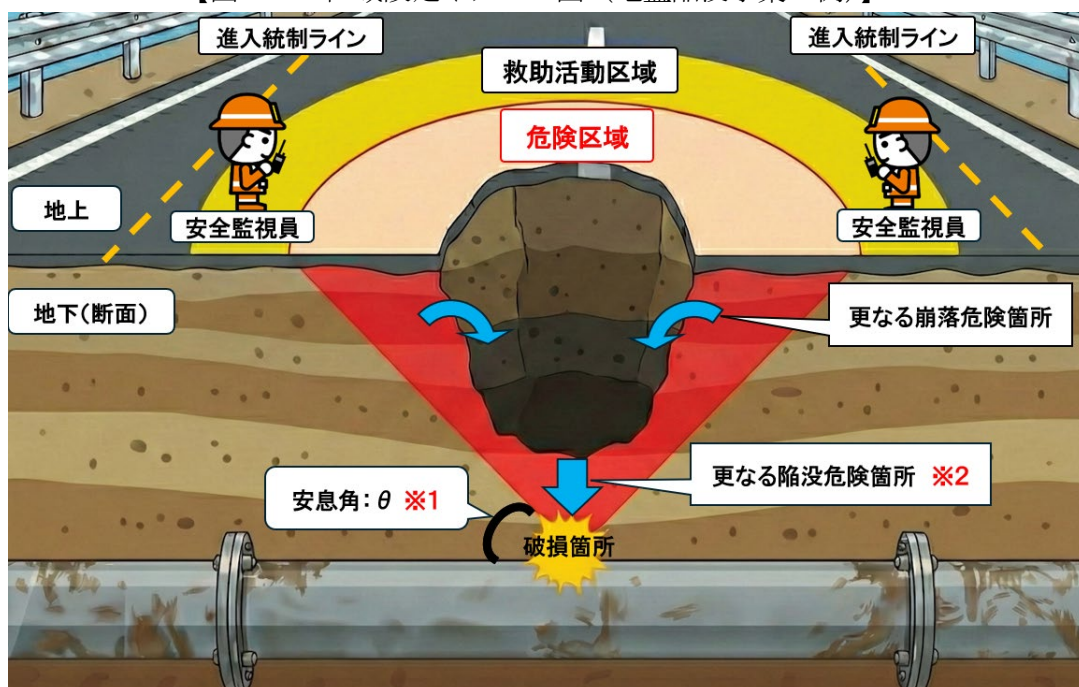 進入統制ライン
進入統制ライン
救助活動区域
危険区域
地上
安全監視員
安全監視員
地下(断面)
更なる崩落危険箇所
更なる陥没危険箇所 ※2
安息角：θ ※1
破損箇所